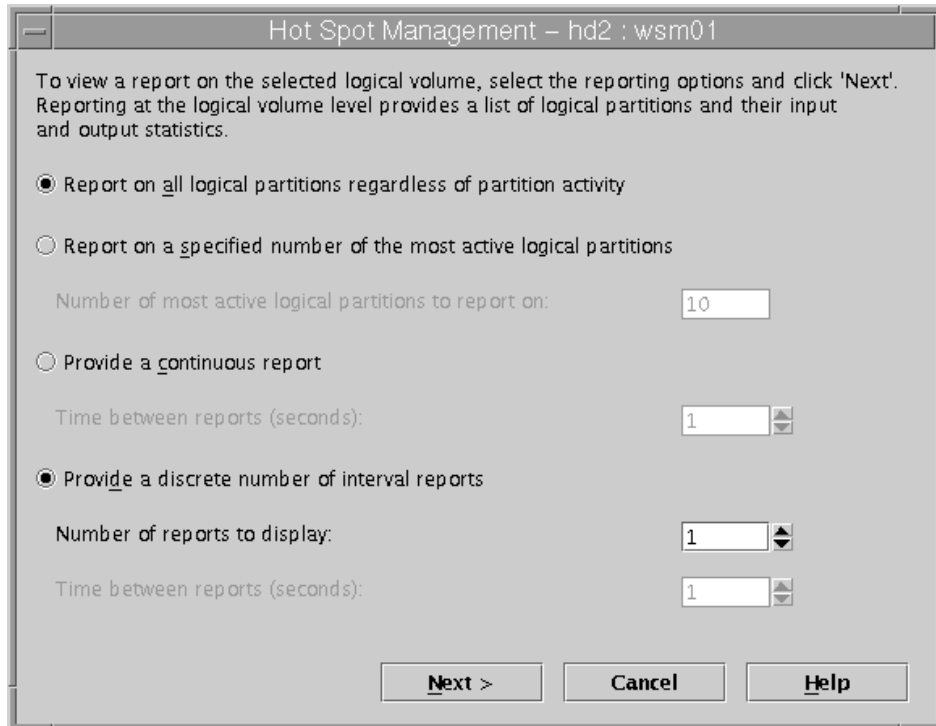 Hot Spot Management – hd2 : wsm01
To view a report on the selected logical volume, select the reporting options and click 'Next'.
Reporting at the logical volume level provides a list of logical partitions and their input
and output statistics.
Report on all logical partitions regardless of partition activity
Report on a specified number of the most active logical partitions
Number of most active logical partitions to report on: 10
Provide a continuous report
Time between reports (seconds): 1
Provide a discrete number of interval reports
Number of reports to display: 1
Time between reports (seconds): 1
Next > Cancel Help